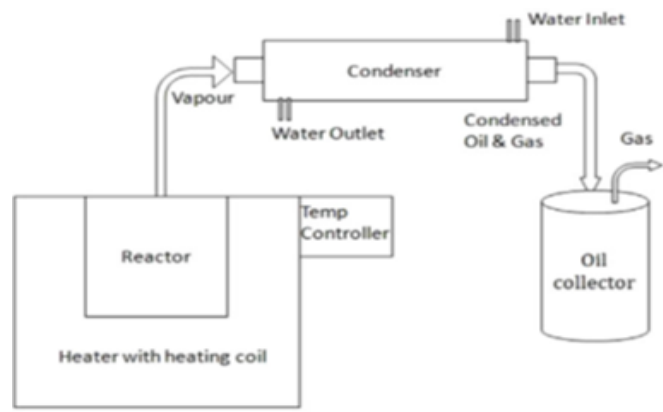 Water Inlet
Condenser
Vapour
Water Outlet
Condensed
Oil & Gas
Gas
Temp
Controller
Reactor
Oil
collector
Heater with heating coil